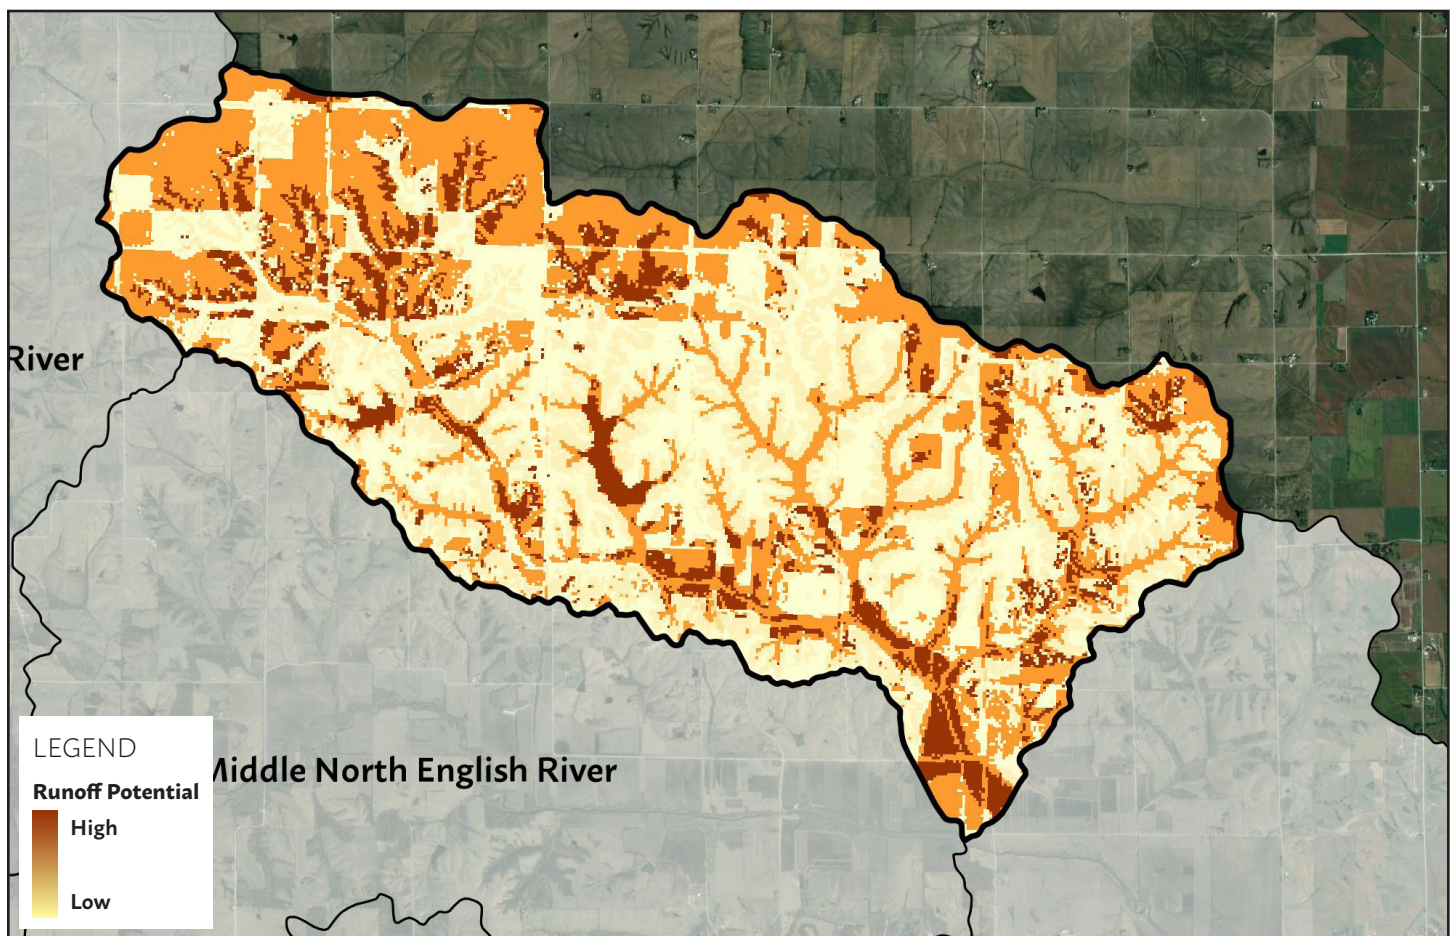 River
Middle North English River
LEGEND
Runoff Potential
High
Low